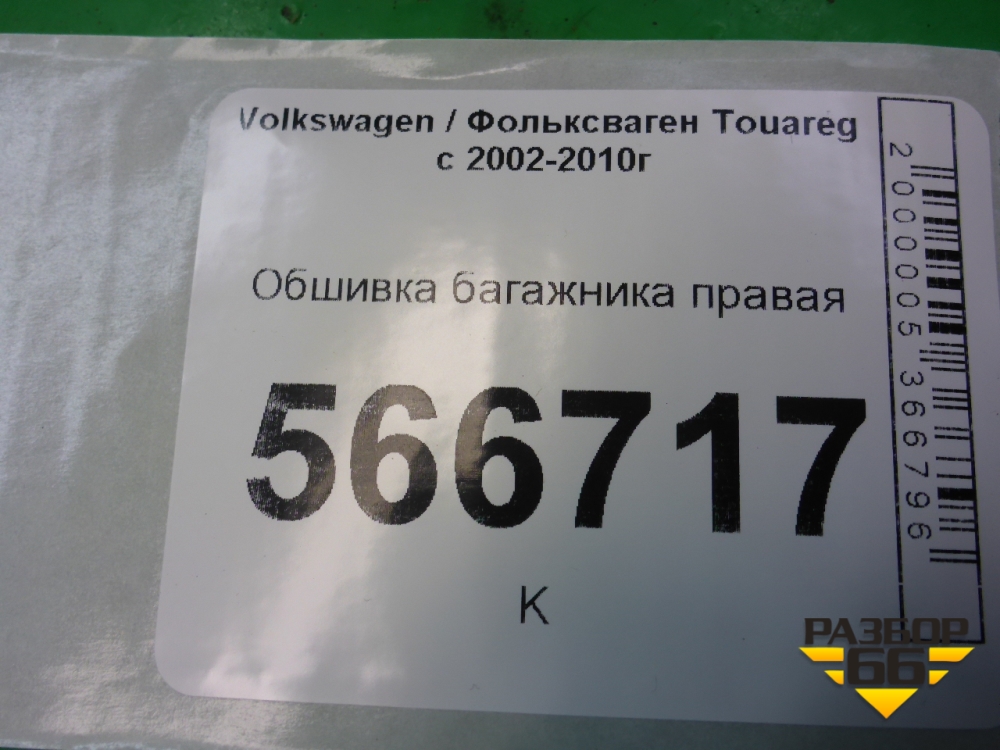 Volkswagen / Фольксваген Touareg
с 2002-2010г
Обшивка багажника правая
566717
К
2000005366796
РАЗБОР
66